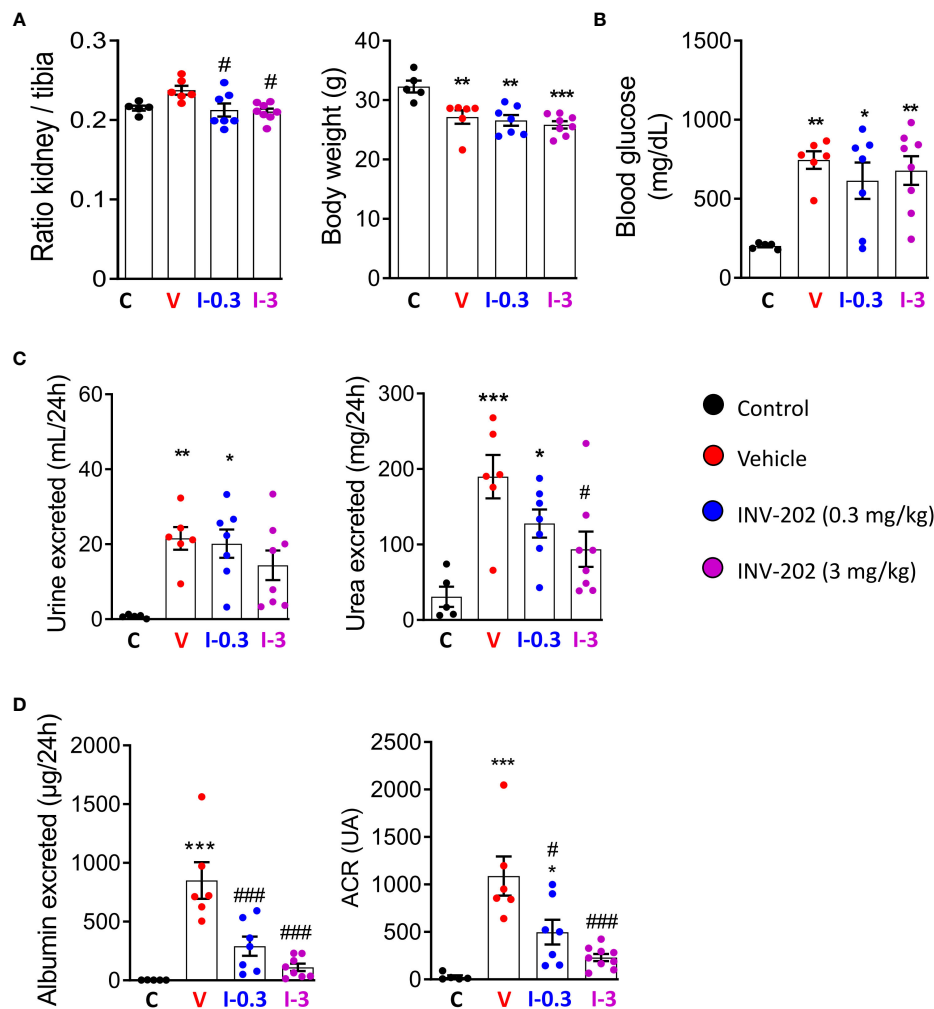 A
B
Ratio kidney / tibia
0.3
0.2
0.1
0
#
#
C
V
I-0.3
I-3
Body weight (g)
40
30
20
10
0
**
**
***
C
V
I-0.3
I-3
Blood glucose
(mg/dL)
1500
1000
500
0
**
*
**
C
V
I-0.3
I-3
C
Urine excreted (mL/24h)
60
40
20
0
**
*
C
V
I-0.3
I-3
Urea excreted (mg/24h)
300
200
100
0
***
*
#
C
V
I-0.3
I-3
Control
Vehicle
INV-202 (0.3 mg/kg)
INV-202 (3 mg/kg)
D
Albumin excreted (µg/24h)
2000
1500
1000
500
0
***
###
###
C
V
I-0.3
I-3
ACR (UA)
2500
2000
1500
1000
500
0
***
#
*
###
C
V
I-0.3
I-3